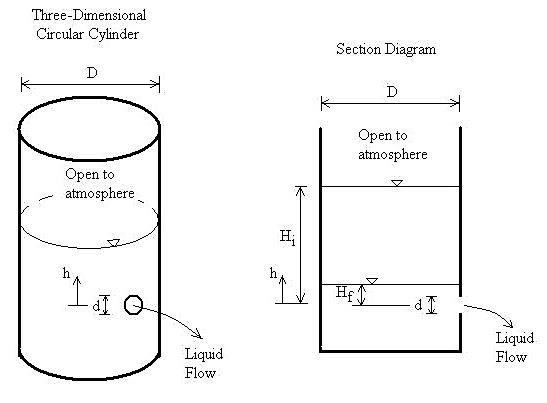 Three-Dimensional
Circular Cylinder
D
Open to
atmosphere
h
d
Liquid
Flow
Section Diagram
D
Open to
atmosphere
Hi
h
Hf
d
Liquid
Flow